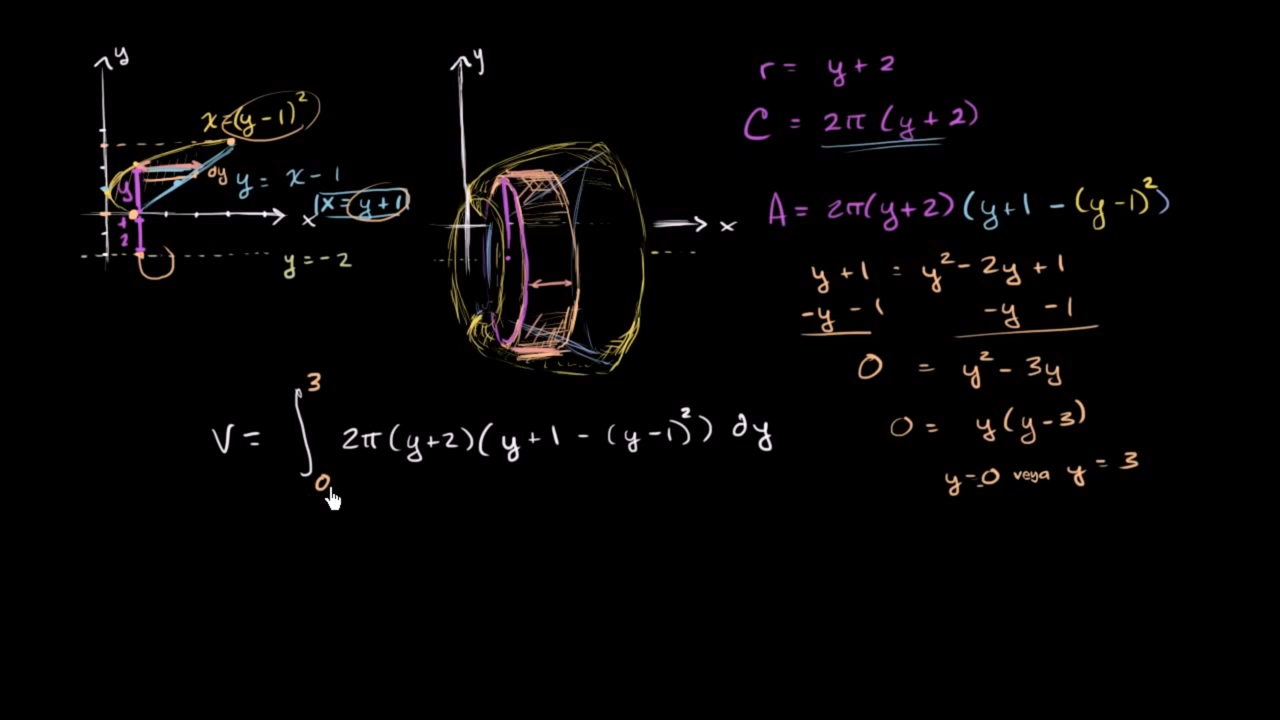 y
x = (y - 1)²
y
dy
y = x - 1
x = y + 1
x
+
2
y = -2
y
x
r = y + 2
C = 2π (y + 2)
A = 2π(y+2)(y+1 - (y-1)²)
y + 1 = y² - 2y + 1
-y - 1 -y - 1
0 = y² - 3y
0 = y (y - 3)
y = 0 veya y = 3
V = ∫₀³ 2π(y+2)(y+1 - (y-1)²) dy